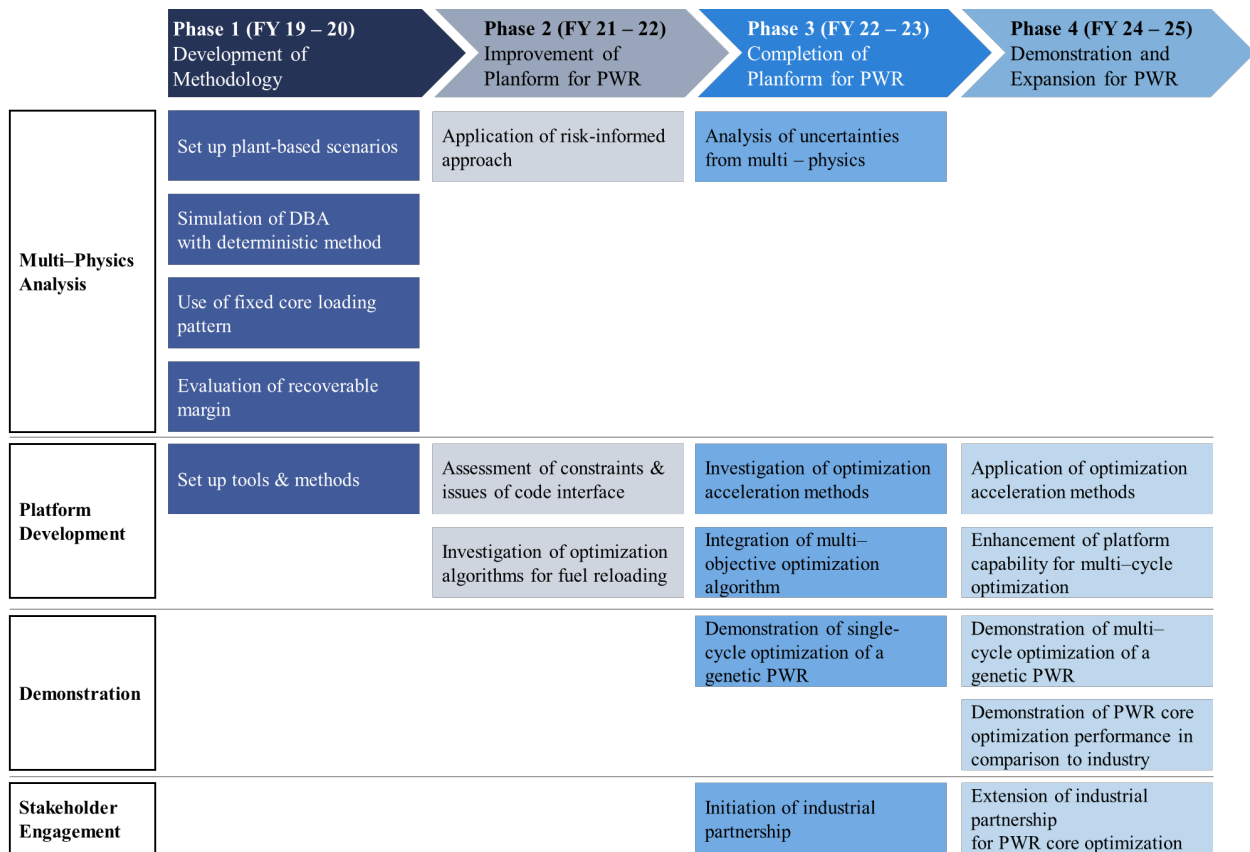 Phase 1 (FY 19 – 20)
Development of
Methodology
Phase 2 (FY 21 – 22)
Improvement of
Planform for PWR
Phase 3 (FY 22 – 23)
Completion of
Planform for PWR
Phase 4 (FY 24 – 25)
Demonstration and
Expansion for PWR
Multi–Physics
Analysis
Set up plant-based scenarios
Simulation of DBA
with deterministic method
Use of fixed core loading
pattern
Evaluation of recoverable
margin
Application of risk-informed
approach
Analysis of uncertainties
from multi – physics
Platform
Development
Set up tools & methods
Assessment of constraints &
issues of code interface
Investigation of optimization
algorithms for fuel reloading
Investigation of optimization
acceleration methods
Integration of multi–
objective optimization
algorithm
Application of optimization
acceleration methods
Enhancement of platform
capability for multi–cycle
optimization
Demonstration
Demonstration of single-
cycle optimization of a
genetic PWR
Demonstration of multi–
cycle optimization of a
genetic PWR
Demonstration of PWR core
optimization performance in
comparison to industry
Stakeholder
Engagement
Initiation of industrial
partnership
Extension of industrial
partnership
for PWR core optimization